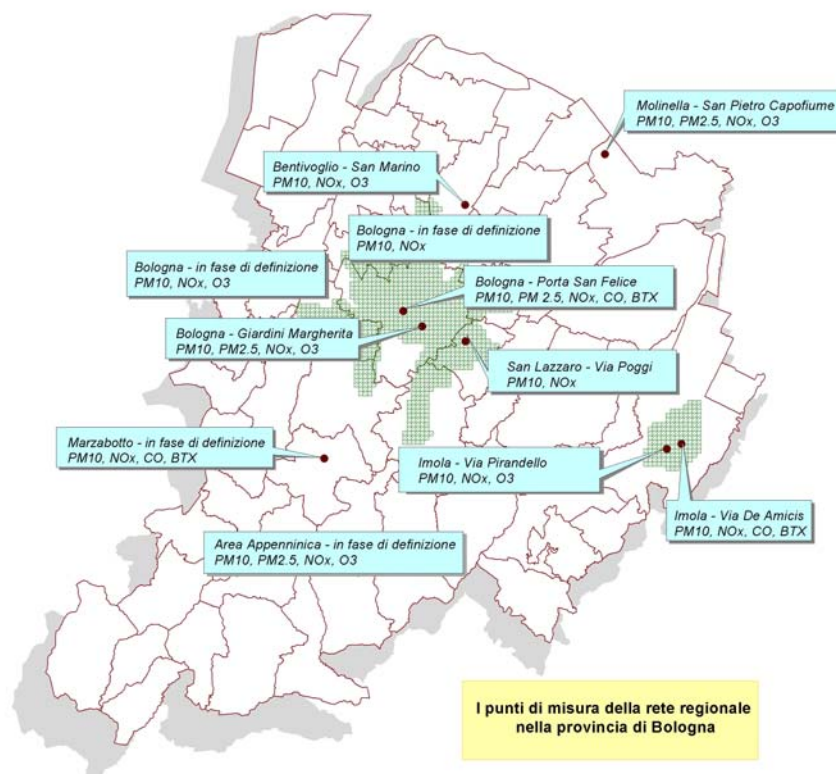 Molinella - San Pietro Capofiume
PM10, PM2.5, NOx, O3
Bentivoglio - San Marino
PM10, NOx, O3
Bologna - in fase di definizione
PM10, NOx
Bologna - in fase di definizione
PM10, NOx, O3
Bologna - Porta San Felice
PM10, PM 2.5, NOx, CO, BTX
Bologna - Giardini Margherita
PM10, PM2.5, NOx, O3
San Lazzaro - Via Poggi
PM10, NOx
Marzabotto - in fase di definizione
PM10, NOx, CO, BTX
Imola - Via Pirandello
PM10, NOx, O3
Imola - Via De Amicis
PM10, NOx, CO, BTX
Area Appenninica - in fase di definizione
PM10, PM2.5, NOx, O3
I punti di misura della rete regionale
nella provincia di Bologna